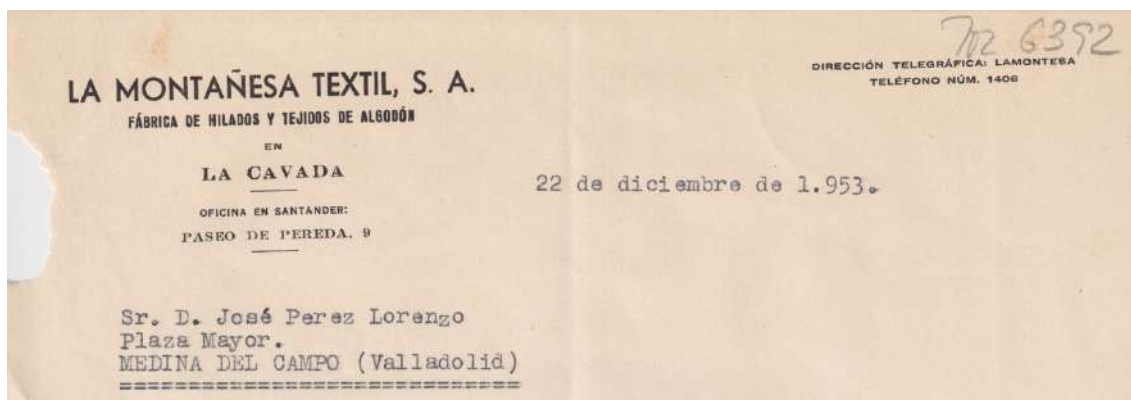 6392
DIRECCIÓN TELEGRÁFICA: LAMONTESA
TELÉFONO NÚM. 1406
LA MONTAÑESA TEXTIL, S. A.
FÁBRICA DE HILADOS Y TEJIDOS DE ALGODÓN
EN
LA CAVADA
OFICINA EN SANTANDER:
PASEO DE PEREDA. 9
22 de diciembre de 1.953.
Sr. D. José Perez Lorenzo
Plaza Mayor.
MEDINA DEL CAMPO (Valladolid)